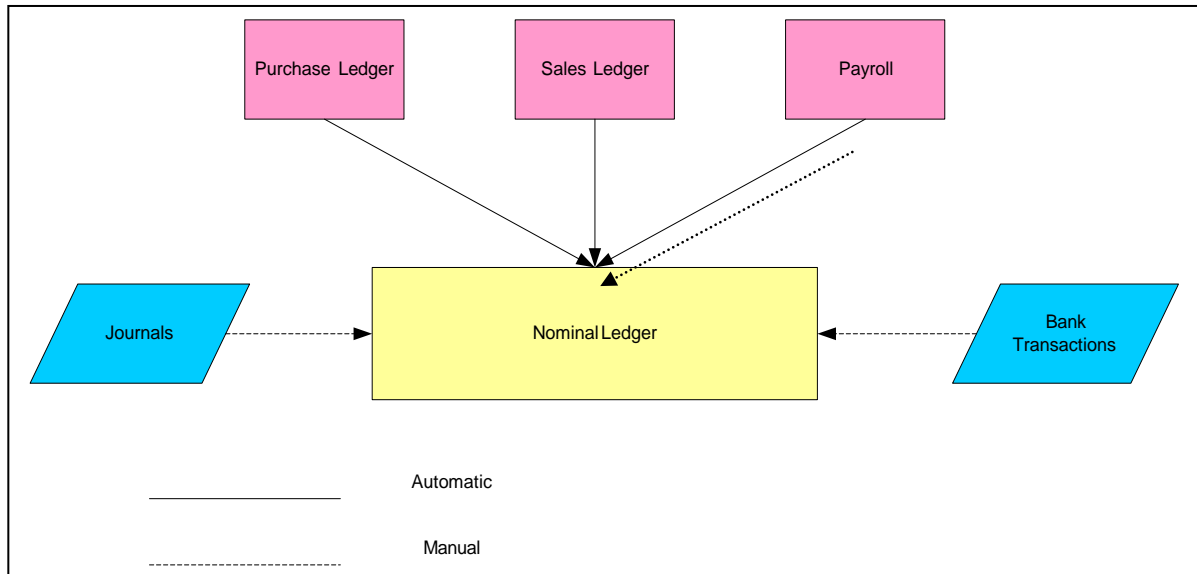 Purchase Ledger
Sales Ledger
Payroll
Journals
Nominal Ledger
Bank
Transactions
Automatic
Manual